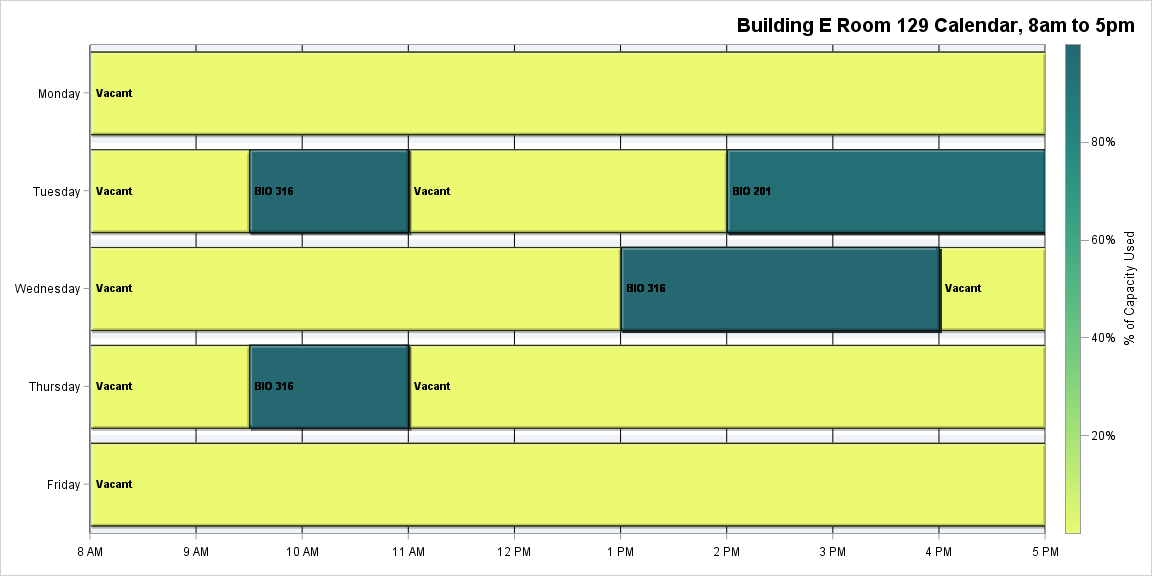 Building E Room 129 Calendar, 8am to 5pm
Monday
Vacant
Tuesday
Vacant
BIO 316
Vacant
BIO 201
Wednesday
Vacant
BIO 316
Vacant
Thursday
Vacant
BIO 316
Vacant
Friday
Vacant
8 AM
9 AM
10 AM
11 AM
12 PM
1 PM
2 PM
3 PM
4 PM
5 PM
80%
60%
40%
20%
% of Capacity Used